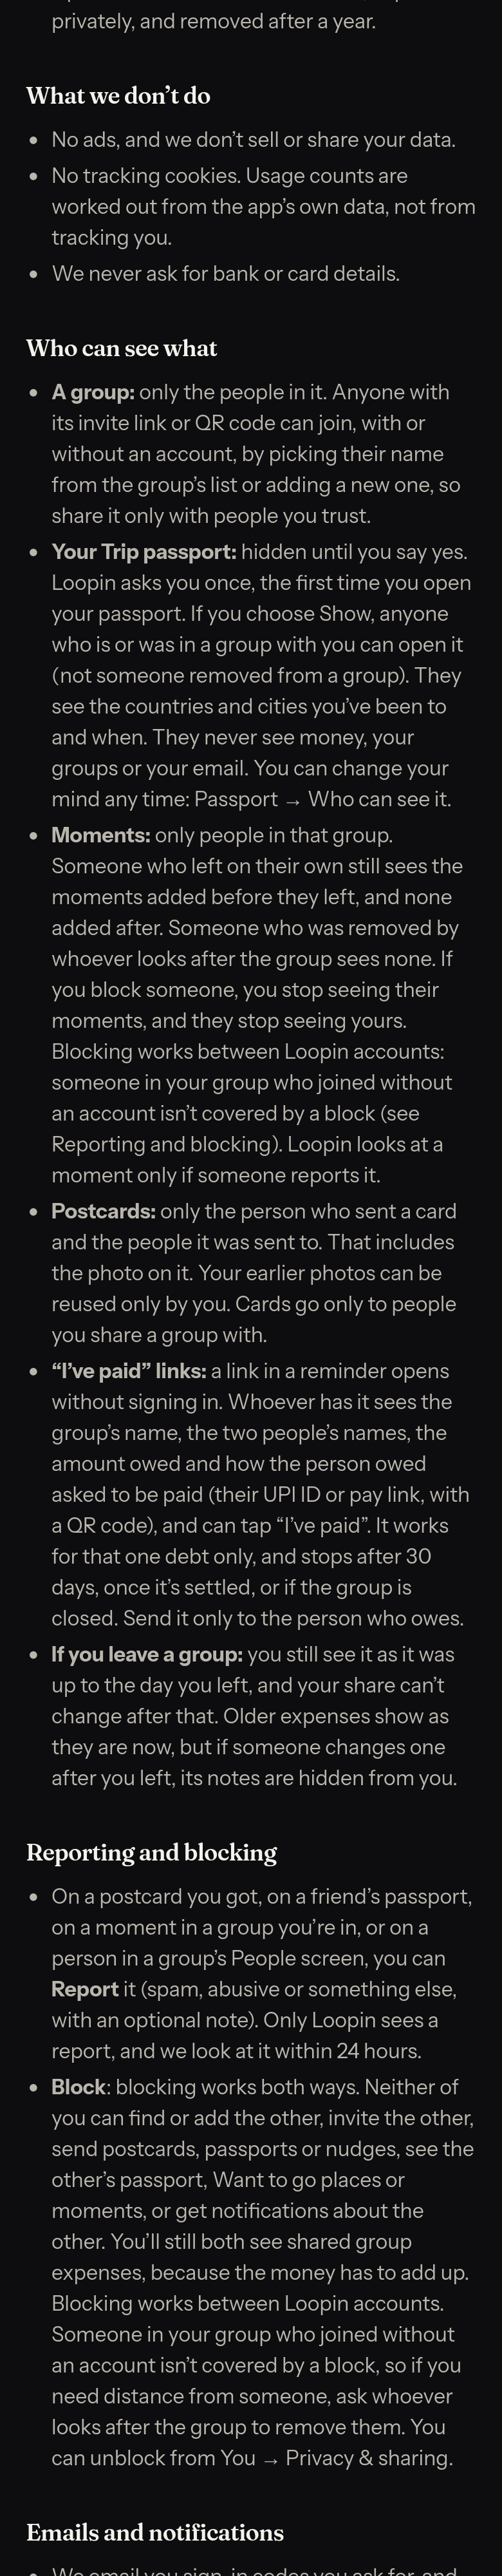 privately, and removed after a year.
What we don’t do
• No ads, and we don’t sell or share your data.
• No tracking cookies. Usage counts are
worked out from the app’s own data, not from
tracking you.
• We never ask for bank or card details.
Who can see what
• A group: only the people in it. Anyone with
its invite link or QR code can join, with or
without an account, by picking their name
from the group’s list or adding a new one, so
share it only with people you trust.
• Your Trip passport: hidden until you say yes.
Loopin asks you once, the first time you open
your passport. If you choose Show, anyone
who is or was in a group with you can open it
(not someone removed from a group). They
see the countries and cities you’ve been to
and when. They never see money, your
groups or your email. You can change your
mind any time: Passport → Who can see it.
• Moments: only people in that group.
Someone who left on their own still sees the
moments added before they left, and none
added after. Someone who was removed by
whoever looks after the group sees none. If
you block someone, you stop seeing their
moments, and they stop seeing yours.
Blocking works between Loopin accounts:
someone in your group who joined without
an account isn’t covered by a block (see
Reporting and blocking). Loopin looks at a
moment only if someone reports it.
• Postcards: only the person who sent a card
and the people it was sent to. That includes
the photo on it. Your earlier photos can be
reused only by you. Cards go only to people
you share a group with.
• “I’ve paid” links: a link in a reminder opens
without signing in. Whoever has it sees the
group’s name, the two people’s names, the
amount owed and how the person owed
asked to be paid (their UPI ID or pay link, with
a QR code), and can tap “I’ve paid”. It works
for that one debt only, and stops after 30
days, once it’s settled, or if the group is
closed. Send it only to the person who owes.
• If you leave a group: you still see it as it was
up to the day you left, and your share can’t
change after that. Older expenses show as
they are now, but if someone changes one
after you left, its notes are hidden from you.
Reporting and blocking
• On a postcard you got, on a friend’s passport,
on a moment in a group you’re in, or on a
person in a group’s People screen, you can
Report it (spam, abusive or something else,
with an optional note). Only Loopin sees a
report, and we look at it within 24 hours.
• Block: blocking works both ways. Neither of
you can find or add the other, invite the other,
send postcards, passports or nudges, see the
other’s passport, Want to go places or
moments, or get notifications about the
other. You’ll still both see shared group
expenses, because the money has to add up.
Blocking works between Loopin accounts.
Someone in your group who joined without
an account isn’t covered by a block, so if you
need distance from someone, ask whoever
looks after the group to remove them. You
can unblock from You → Privacy & sharing.
Emails and notifications
• We email you sign-in codes you ask for, and